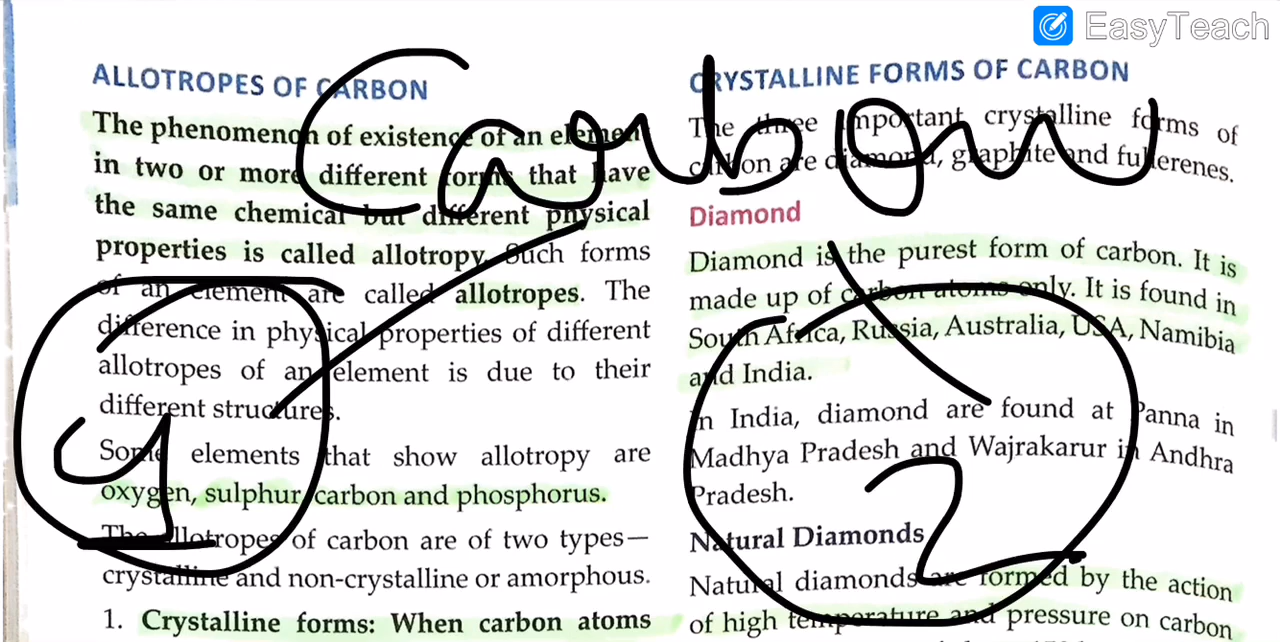 EasyTeach
Carbon
1
2
ALLOTROPES OF CARBON
The phenomenon of existence of an element
in two or more different forms that have
the same chemical but different physical
properties is called allotropy. Such forms
of an element are called allotropes. The
difference in physical properties of different
allotropes of an element is due to their
different structures.
Some elements that show allotropy are
oxygen, sulphur, carbon and phosphorus.
The allotropes of carbon are of two types—
crystalline and non-crystalline or amorphous.
1. Crystalline forms: When carbon atoms
CRYSTALLINE FORMS OF CARBON
The three important crystalline forms of
carbon are diamond, graphite and fullerenes.
Diamond
Diamond is the purest form of carbon. It is
made up of carbon atoms only. It is found in
South Africa, Russia, Australia, USA, Namibia
and India.
In India, diamond are found at Panna in
Madhya Pradesh and Wajrakarur in Andhra
Pradesh.
Natural Diamonds
Natural diamonds are formed by the action
of high temperature and pressure on carbon